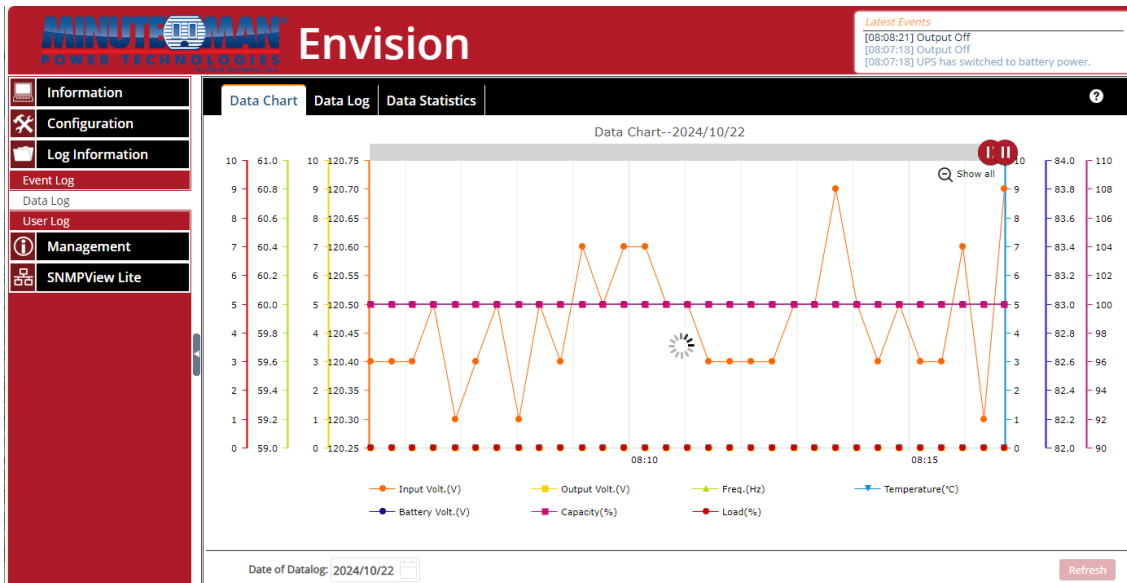 MINUTEMAN
POWER TECHNOLOGIES
Envision
Latest Events
[08:08:21] Output Off
[08:07:18] Output Off
[08:07:18] UPS has switched to battery power.
Information
Configuration
Log Information
Event Log
Data Log
User Log
Management
SNMPView Lite
Data Chart Data Log Data Statistics ?
Data Chart--2024/10/22
Show all
10 61.0 10 120.75 10 84.0 110
9 60.8 9 120.70 9 83.8 108
8 60.6 8 120.65 8 83.6 106
7 60.4 7 120.60 7 83.4 104
6 60.2 6 120.55 6 83.2 102
5 60.0 5 120.50 5 83.0 100
4 59.8 4 120.45 4 82.8 98
3 59.6 3 120.40 3 82.6 96
2 59.4 2 120.35 2 82.4 94
1 59.2 1 120.30 1 82.2 92
0 59.0 0 120.25 0 82.0 90
08:10 08:15
Input Volt.(V) Output Volt.(V) Freq.(Hz) Temperature(°C)
Battery Volt.(V) Capacity(%) Load(%)
Date of Datalog: 2024/10/22
Refresh